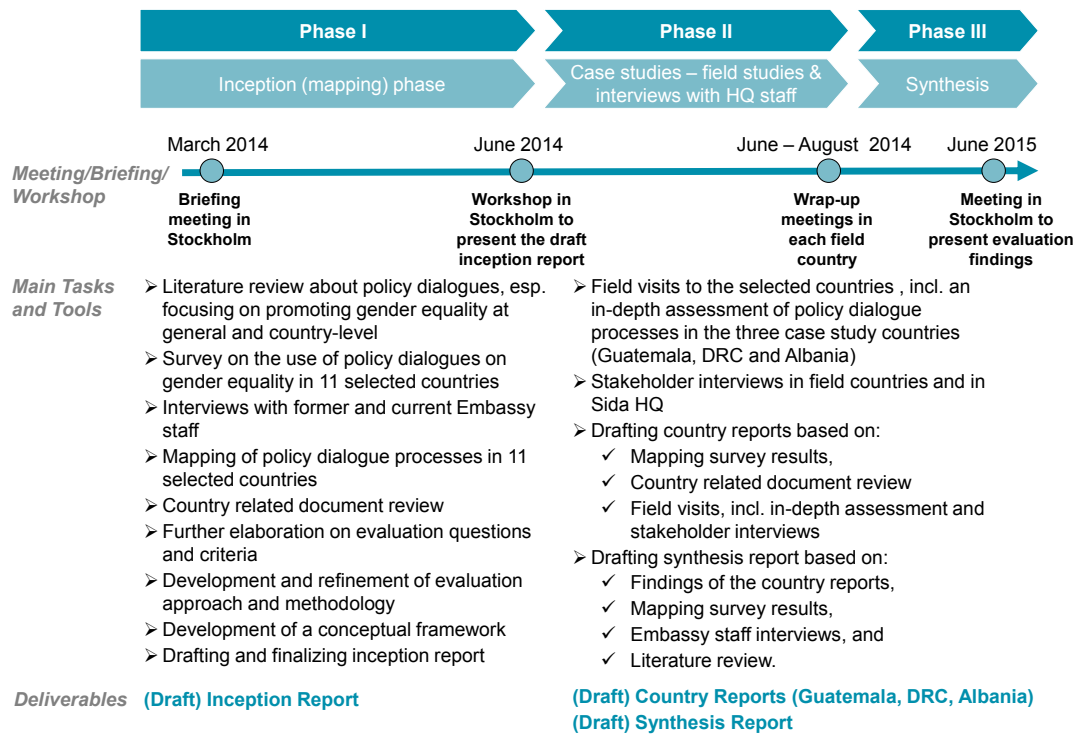 Phase I
Phase II
Phase III
Inception (mapping) phase
Case studies – field studies &
interviews with HQ staff
Synthesis
March 2014
June 2014
June – August 2014
June 2015
Meeting/Briefing/
Workshop
Briefing
meeting in
Stockholm
Workshop in
Stockholm to
present the draft
inception report
Wrap-up
meetings in
each field
country
Meeting in
Stockholm to
present evaluation
findings
Main Tasks
and Tools
➢ Literature review about policy dialogues, esp.
focusing on promoting gender equality at
general and country-level
➢ Survey on the use of policy dialogues on
gender equality in 11 selected countries
➢ Interviews with former and current Embassy
staff
➢ Mapping of policy dialogue processes in 11
selected countries
➢ Country related document review
➢ Further elaboration on evaluation questions
and criteria
➢ Development and refinement of evaluation
approach and methodology
➢ Development of a conceptual framework
➢ Drafting and finalizing inception report
➢ Field visits to the selected countries , incl. an
in-depth assessment of policy dialogue
processes in the three case study countries
(Guatemala, DRC and Albania)
➢ Stakeholder interviews in field countries and in
Sida HQ
➢ Drafting country reports based on:
✓ Mapping survey results,
✓ Country related document review
✓ Field visits, incl. in-depth assessment and
stakeholder interviews
➢ Drafting synthesis report based on:
✓ Findings of the country reports,
✓ Mapping survey results,
✓ Embassy staff interviews, and
✓ Literature review.
Deliverables
(Draft) Inception Report
(Draft) Country Reports (Guatemala, DRC, Albania)
(Draft) Synthesis Report